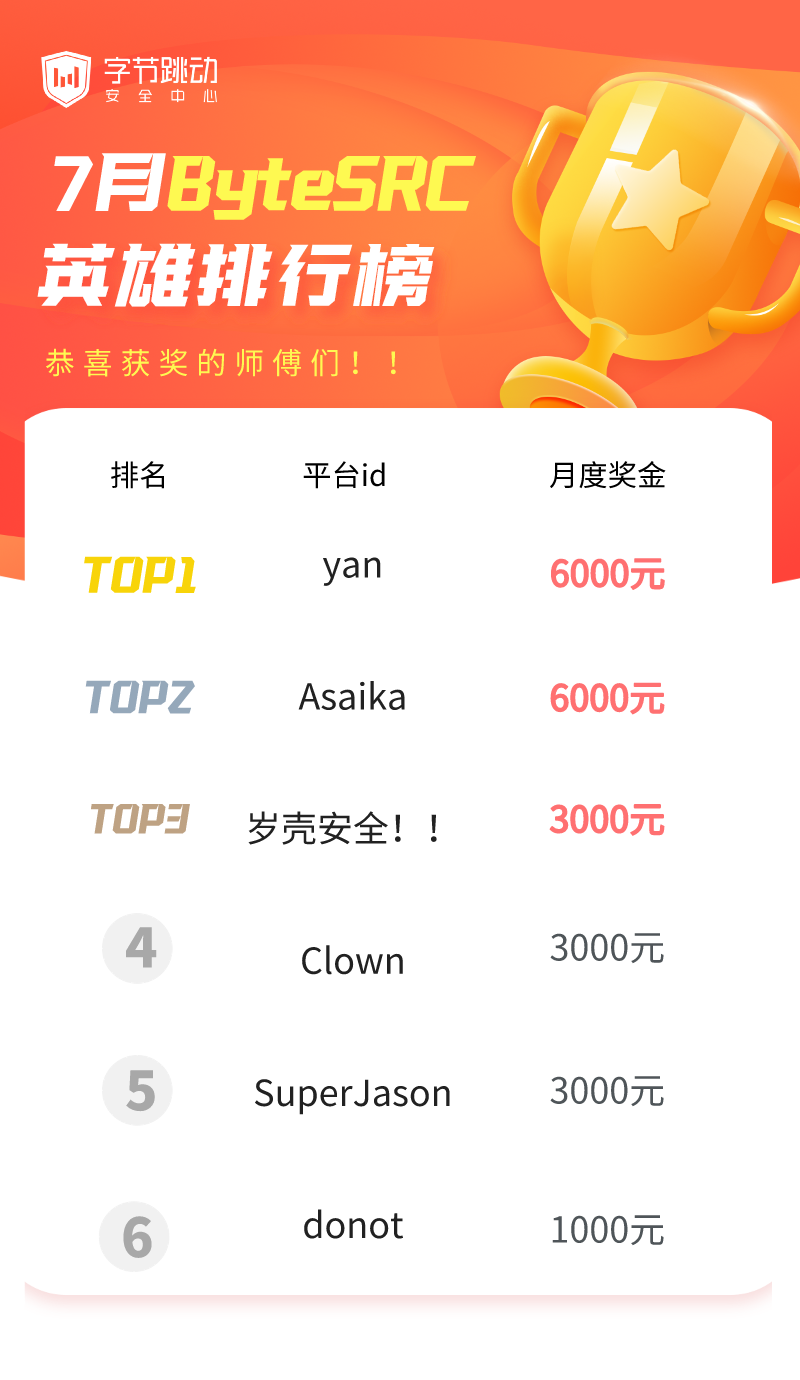 字节跳动
安全中心
7月ByteSRC
英雄排行榜
恭喜获奖的师傅们！！
排名 平台id 月度奖金
TOP1 yan 6000元
TOP2 Asaika 6000元
TOP3 岁壳安全！！ 3000元
4 Clown 3000元
5 SuperJason 3000元
6 donot 1000元